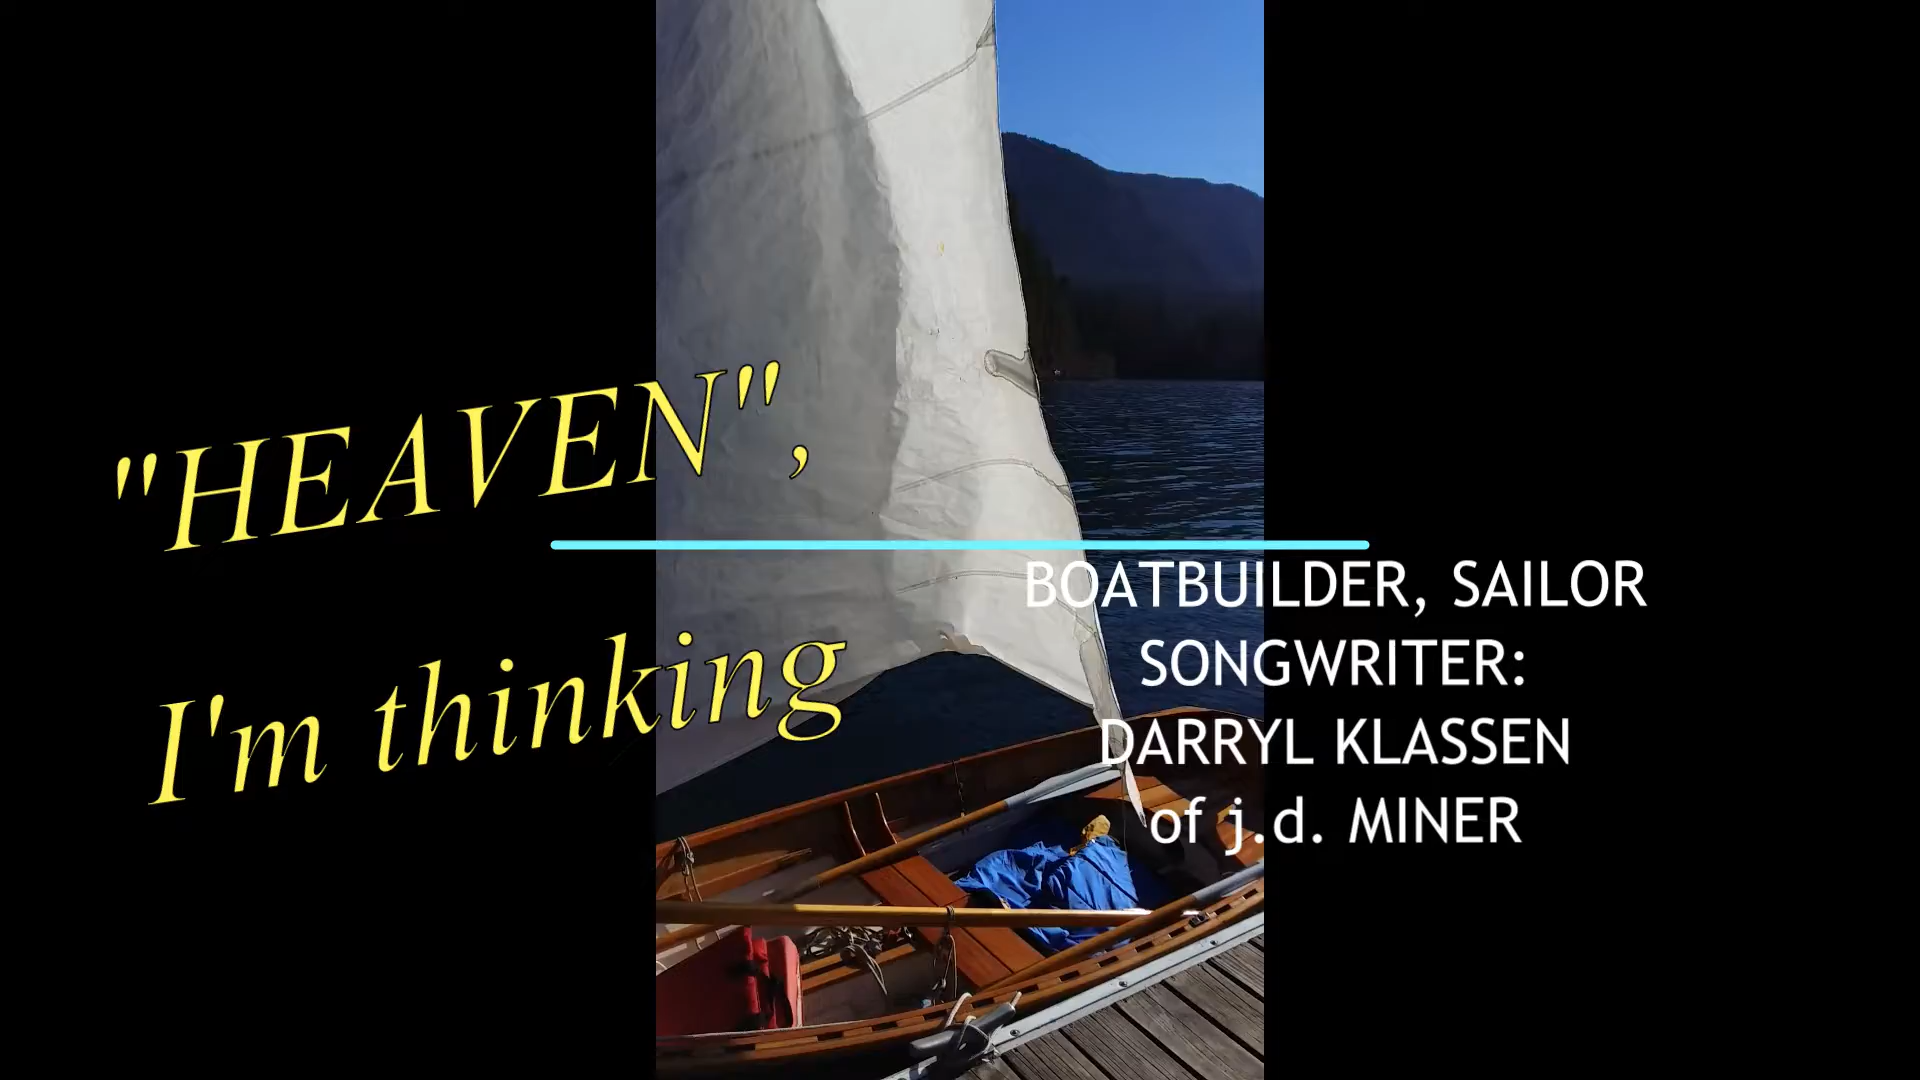 "HEAVEN",
I'm thinking
BOATBUILDER, SAILOR
SONGWRITER:
DARRYL KLASSEN
of j.d. MINER